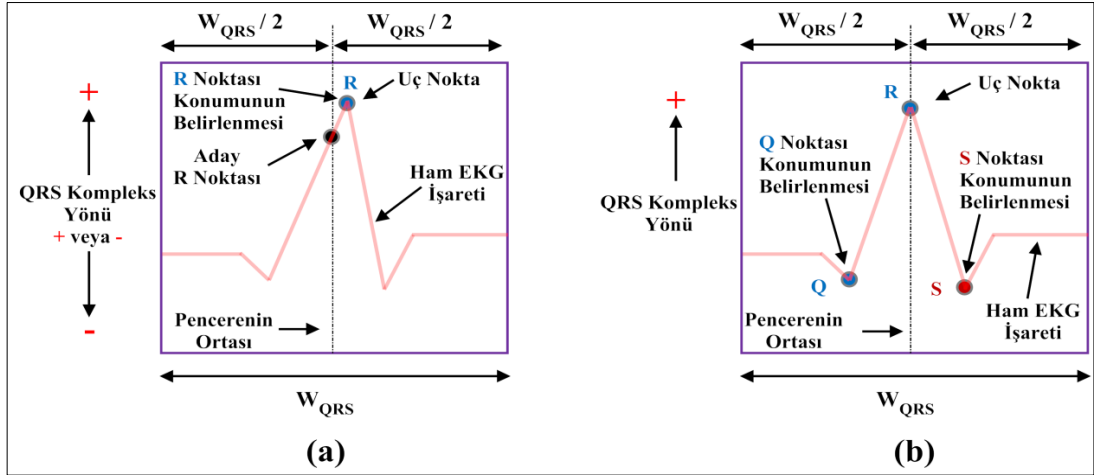 W_QRS / 2
W_QRS / 2
R Noktası
Konumunun
Belirlenmesi
R
Uç Nokta
Aday
R Noktası
Ham EKG
İşareti
+
QRS Kompleks
Yönü
+ veya -
-
Pencerenin
Ortası
W_QRS
(a)
W_QRS / 2
W_QRS / 2
R
Uç Nokta
+
QRS Kompleks
Yönü
Q Noktası
Konumunun
Belirlenmesi
S Noktası
Konumunun
Belirlenmesi
Q
S
Ham EKG
İşareti
Pencerenin
Ortası
W_QRS
(b)